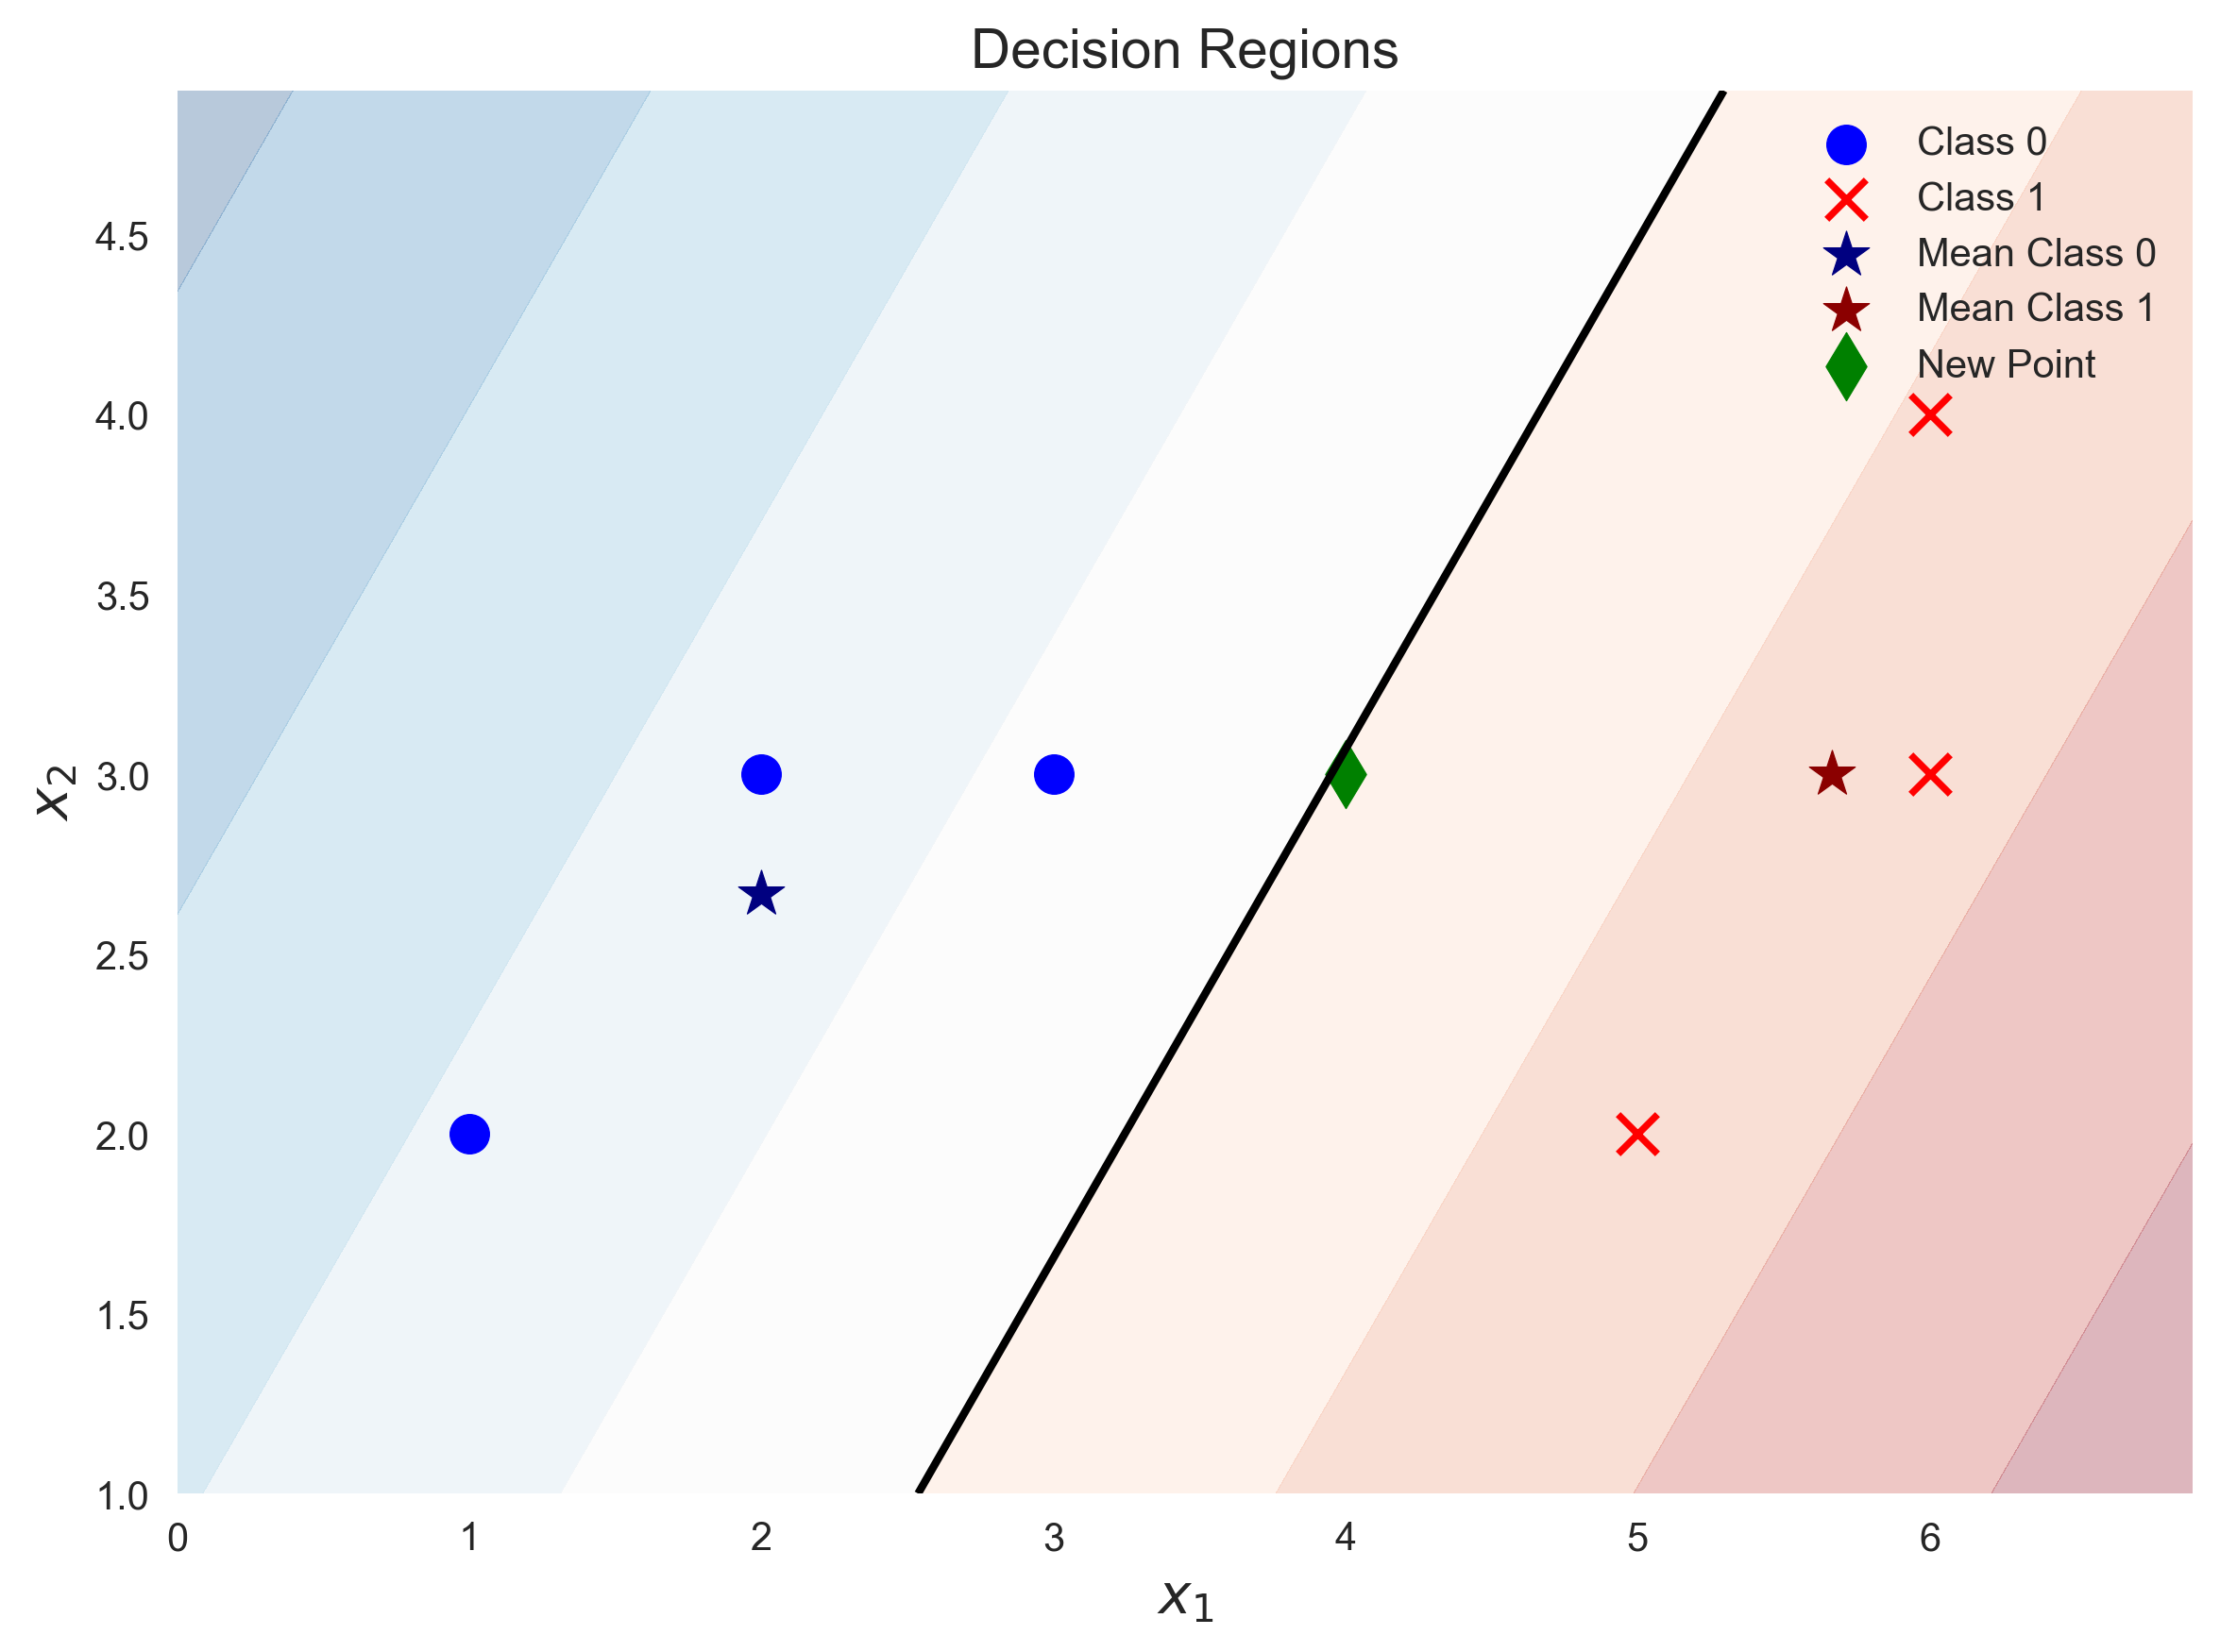 Decision Regions
Class 0
Class 1
Mean Class 0
Mean Class 1
New Point
4.5
4.0
3.5
3.0
2.5
2.0
1.5
1.0
x₂
0 1 2 3 4 5 6
x₁